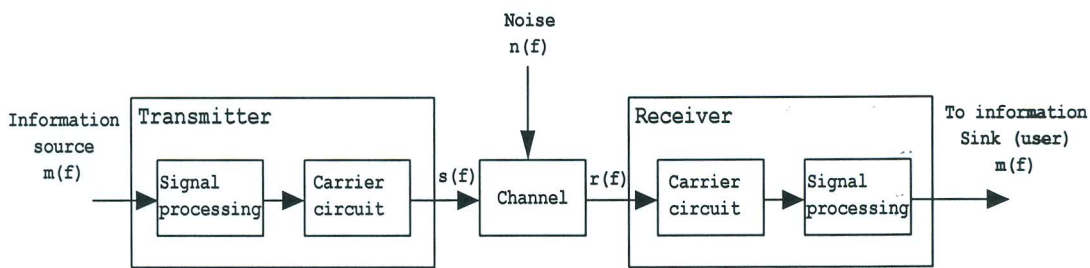 Noise
n(f)
Information
source
m(f)
Transmitter
Signal
processing
Carrier
circuit
s(f)
Channel
r(f)
Receiver
Carrier
circuit
Signal
processing
To information
Sink (user)
m(f)